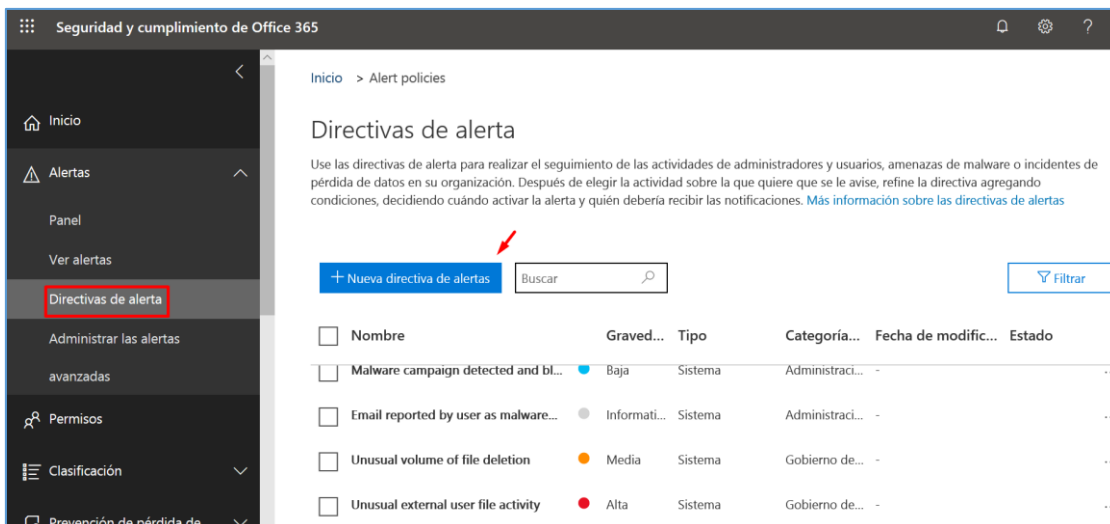 Seguridad y cumplimiento de Office 365
?
Inicio
Alertas
Panel
Ver alertas
Directivas de alerta
Administrar las alertas
avanzadas
Permisos
Clasificación
Prevención de pérdida de
Inicio > Alert policies
Directivas de alerta
Use las directivas de alerta para realizar el seguimiento de las actividades de administradores y usuarios, amenazas de malware o incidentes de
pérdida de datos en su organización. Después de elegir la actividad sobre la que quiere que se le avise, refine la directiva agregando
condiciones, decidiendo cuándo activar la alerta y quién debería recibir las notificaciones. Más información sobre las directivas de alertas
+ Nueva directiva de alertas Buscar Filtrar
Nombre Graved... Tipo Categoría... Fecha de modific... Estado
Malware campaign detected and bl... Baja Sistema Administraci... -
Email reported by user as malware... Informati... Sistema Administraci... -
Unusual volume of file deletion Media Sistema Gobierno de... -
Unusual external user file activity Alta Sistema Gobierno de... -